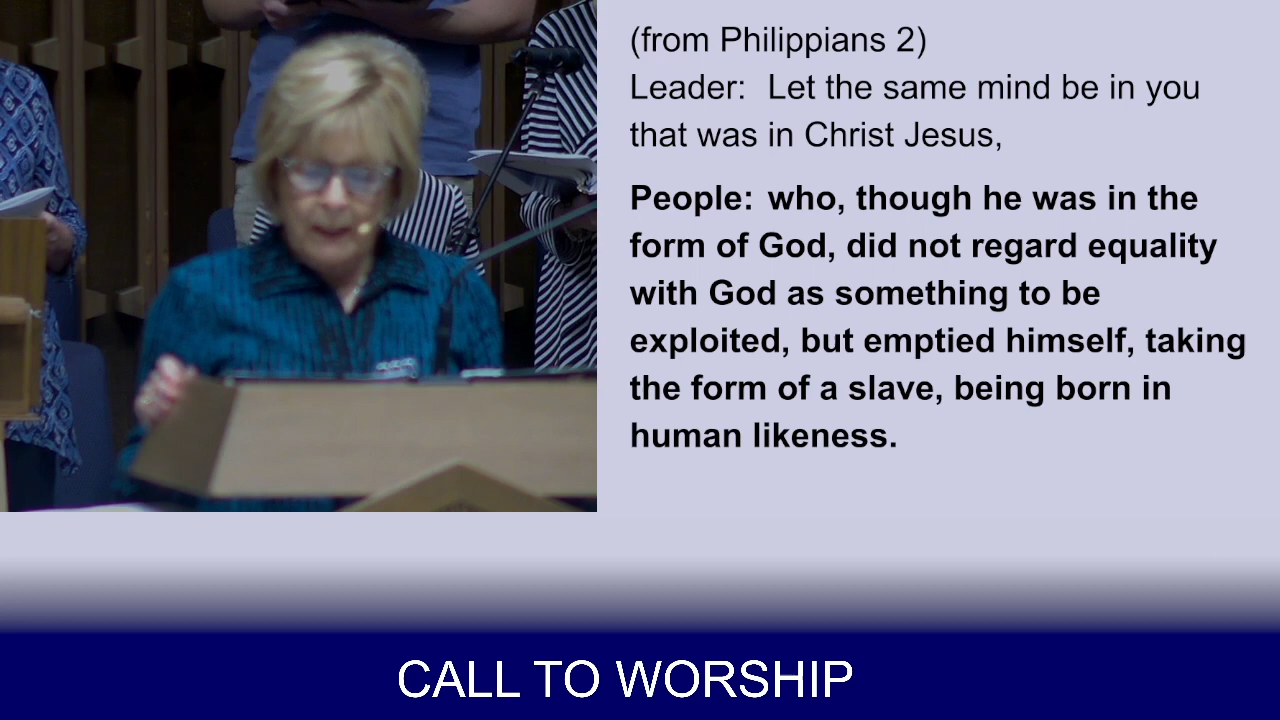 (from Philippians 2)
Leader: Let the same mind be in you
that was in Christ Jesus,
People: who, though he was in the
form of God, did not regard equality
with God as something to be
exploited, but emptied himself, taking
the form of a slave, being born in
human likeness.
CALL TO WORSHIP